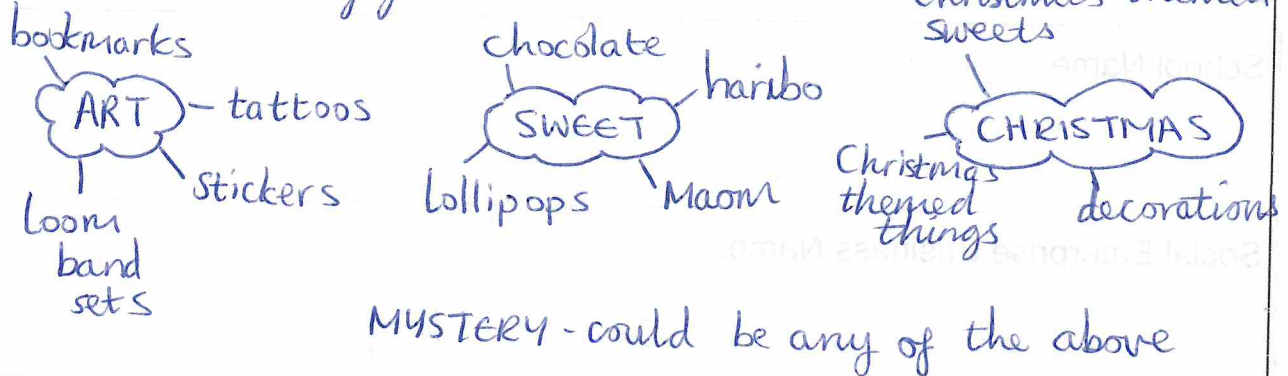 bookmarks
ART
tattoos
stickers
Loom
band
sets
chocolate
haribo
SWEET
Lollipops
Maom
sweets
CHRISTMAS
Christmas
themed
things
decorations
MYSTERY - could be any of the above